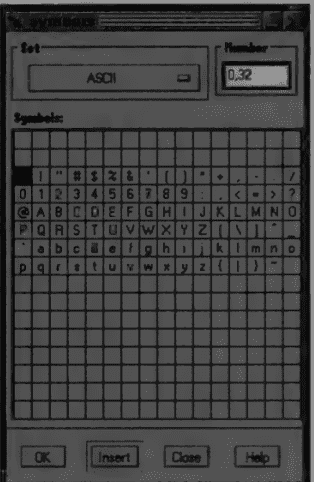 x symbols
Set
Number
ASCII
0.32
Symbols:
! " # $ % & ' ( ) * + , - . /
0 1 2 3 4 5 6 7 8 9 : ; < = > ?
@ A B C D E F G H I J K L M N O
P Q R S T U V W X Y Z [ \ ] ^ _
` a b c d e f g h i j k l m n o
p q r s t u v w x y z { | } ~
OK
Insert
Close
Help